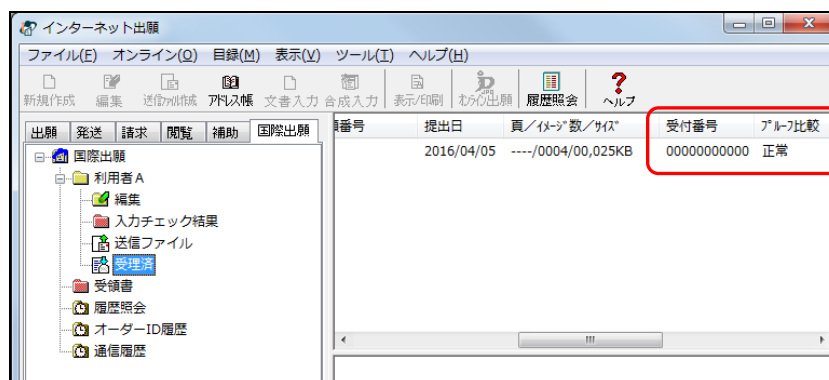 インターネット出願
ファイル(F) オンライン(O) 目録(M) 表示(V) ツール(T) ヘルプ(H)
新規作成 編集 送信ﾌｧｲﾙ作成 ｱﾄﾞﾚｽ帳 文書入力 合成入力 表示/印刷 ｵﾝﾗｲﾝ出願 履歴照会 ヘルプ
出願 発送 請求 閲覧 補助 国際出願
番号 提出日 頁／ｲﾒｰｼﾞ数／ｻｲｽﾞ 受付番号 ﾌﾟﾙｰﾌ比較
2016/04/05 ----/0004/00,025KB 00000000000 正常
国際出願
利用者A
編集
入力チェック結果
送信ファイル
受理済
受領書
履歴照会
オーダーID履歴
通信履歴